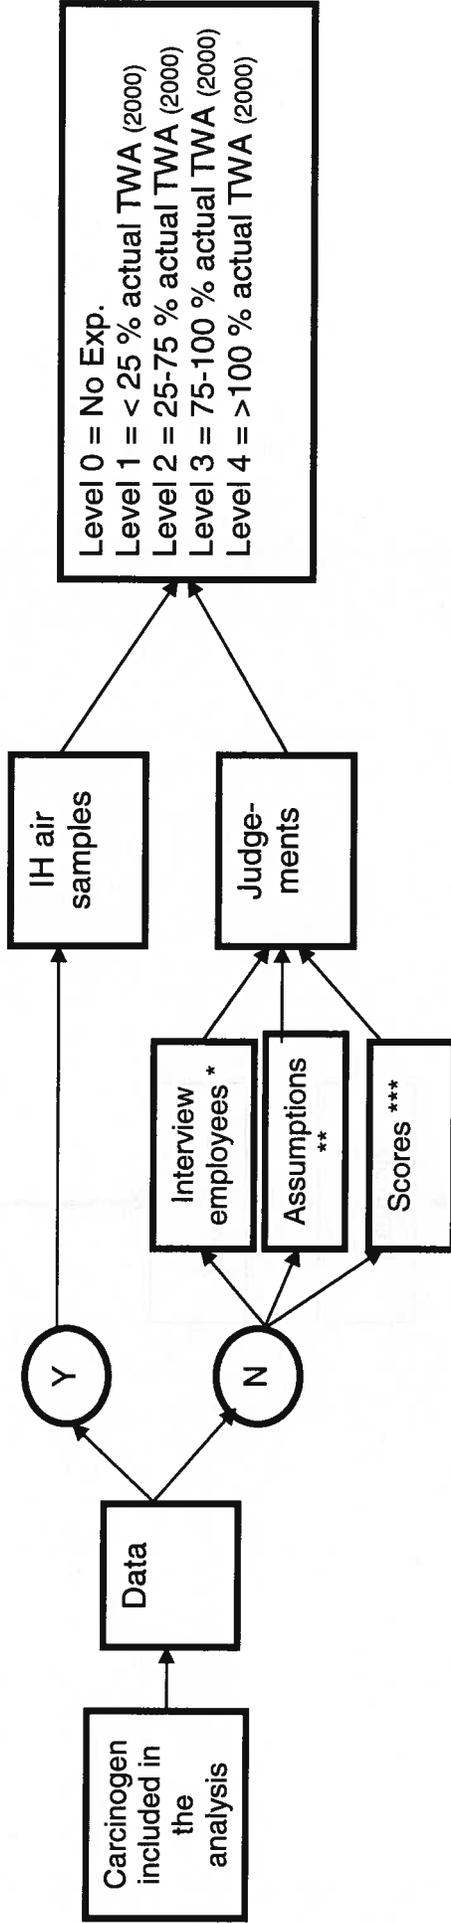 Carcinogen
included in
the
analysis
Data
Y
N
IH air
samples
Interview
employees *
Assumptions
**
Scores ***
Judge-
ments
Level 0 = No Exp.
Level 1 = < 25 % actual TWA (2000)
Level 2 = 25-75 % actual TWA (2000)
Level 3 = 75-100 % actual TWA (2000)
Level 4 = >100 % actual TWA (2000)